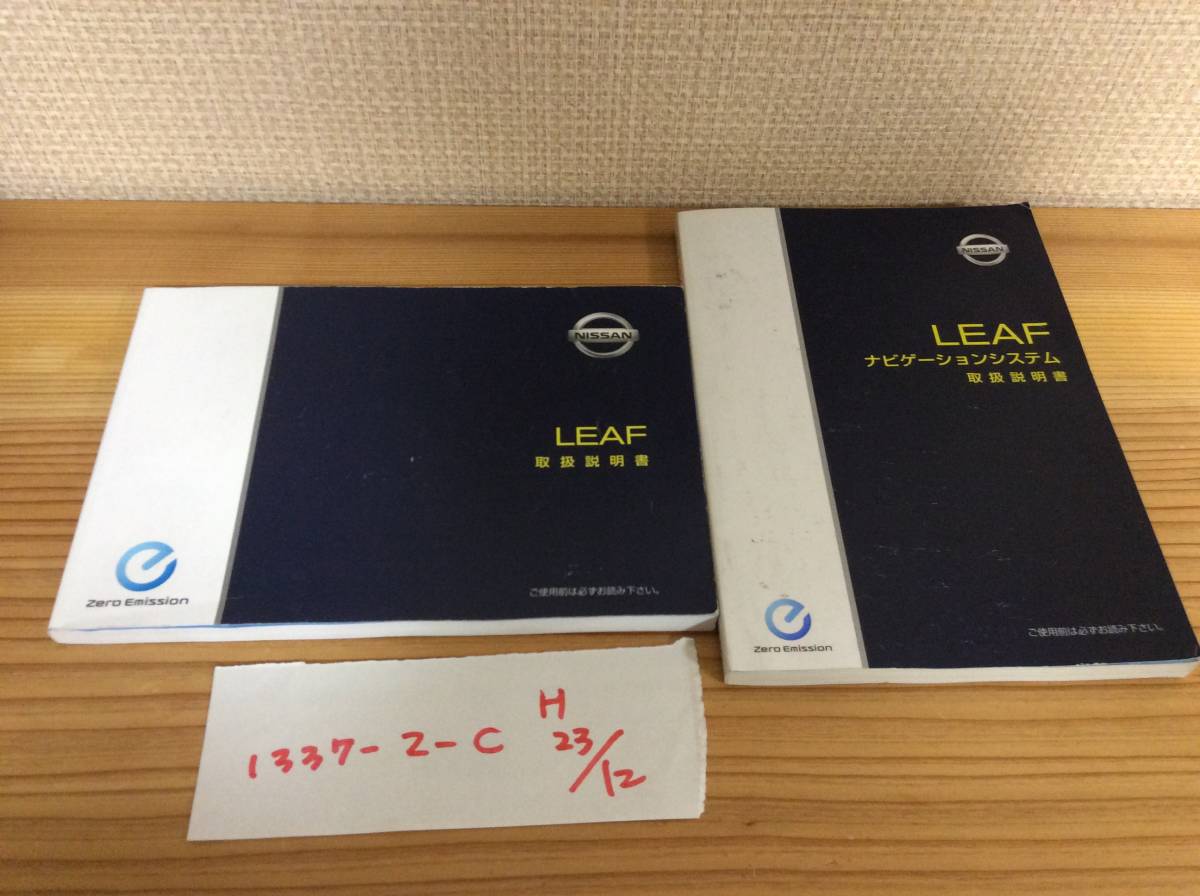 NISSAN
LEAF
取扱説明書
Zero Emission
ご使用前は必ずお読み下さい。
NISSAN
LEAF
ナビゲーションシステム
取扱説明書
Zero Emission
ご使用前は必ずお読み下さい。
1337-2-C H 23/12